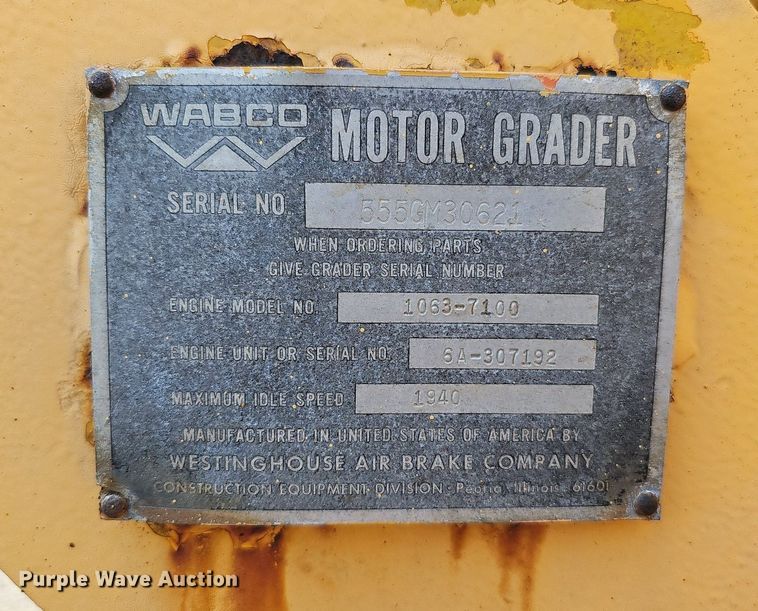 WABCO MOTOR GRADER
SERIAL NO. 555GM30621
WHEN ORDERING PARTS
GIVE GRADER SERIAL NUMBER
ENGINE MODEL NO. 1063-7100
ENGINE UNIT OR SERIAL NO. 6A-307192
MAXIMUM IDLE SPEED 1940
MANUFACTURED IN UNITED STATES OF AMERICA BY
WESTINGHOUSE AIR BRAKE COMPANY
CONSTRUCTION EQUIPMENT DIVISION · Peoria, Illinois, 61601
Purple Wave Auction